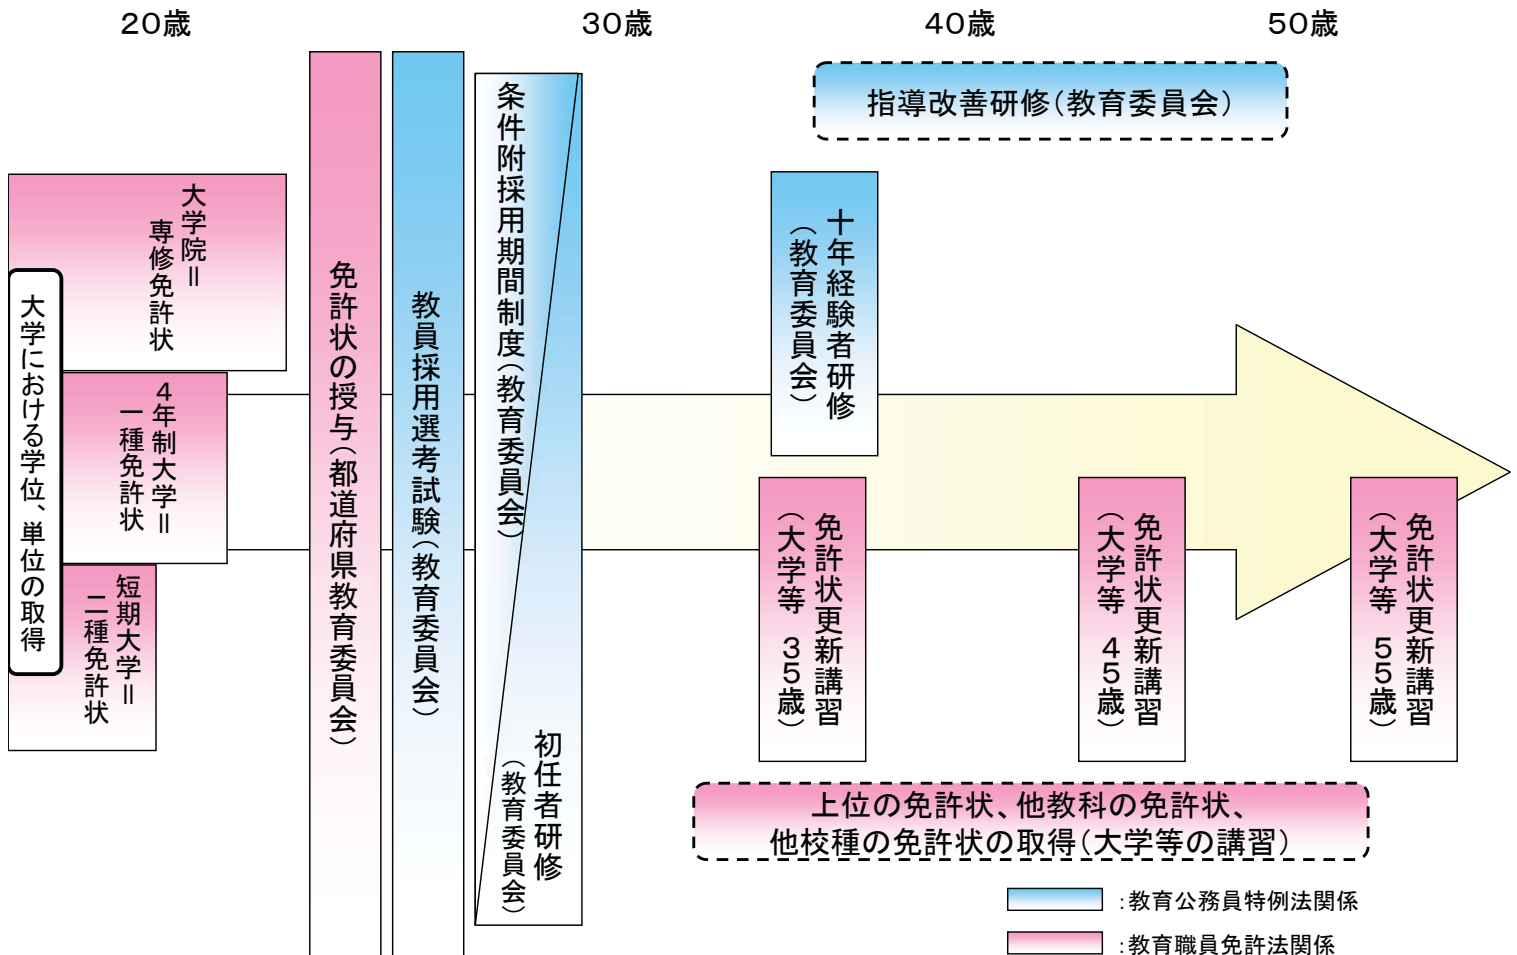 20歳
30歳
40歳
50歳
指導改善研修(教育委員会)
大学院＝
専修免許状
大学における学位、単位の取得
4年制大学＝
一種免許状
短期大学＝
二種免許状
免許状の授与(都道府県教育委員会)
教員採用選考試験(教育委員会)
条件附採用期間制度(教育委員会)
初任者研修
(教育委員会)
十年経験者研修
(教育委員会)
免許状更新講習
(大学等 35歳)
免許状更新講習
(大学等 45歳)
免許状更新講習
(大学等 55歳)
上位の免許状、他教科の免許状、
他校種の免許状の取得(大学等の講習)
:教育公務員特例法関係
:教育職員免許法関係